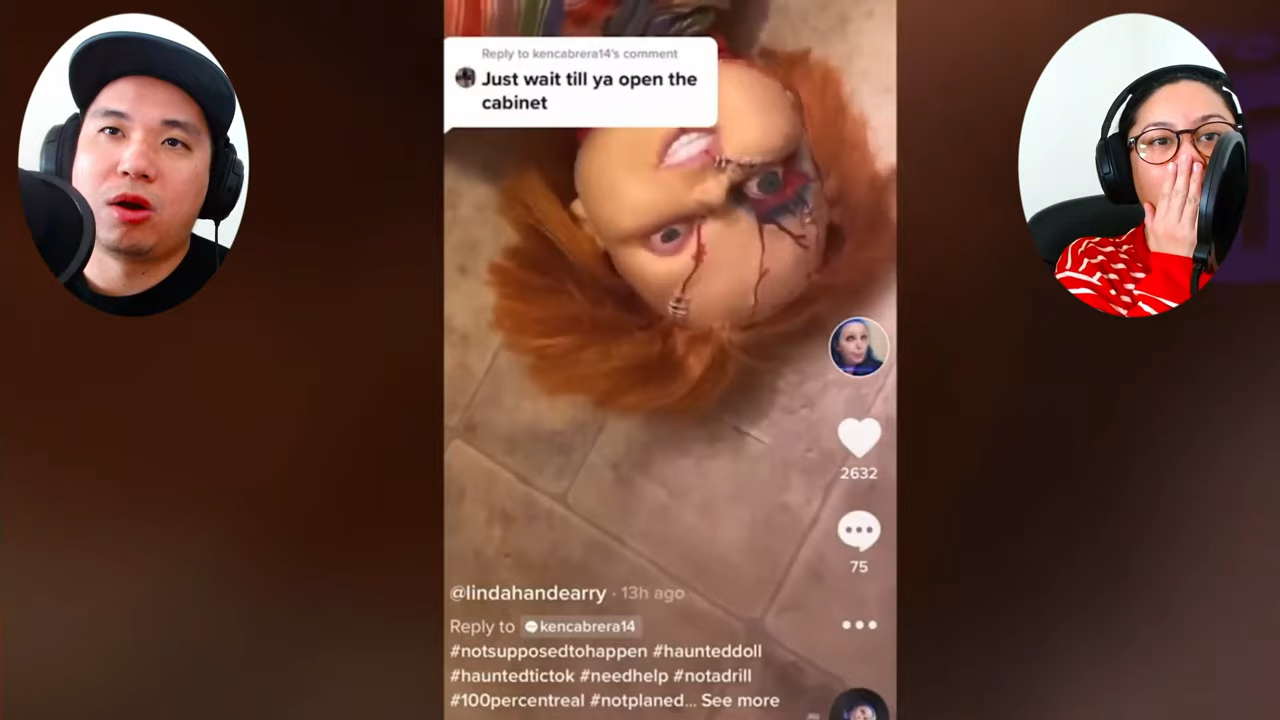 Reply to kencabrera14's comment
Just wait till ya open the
cabinet
2632
75
@lindahandearry · 13h ago
Reply to kencabrera14
#notsupposedtohappen #haunteddoll
#hauntedtictok #needhelp #notadrill
#100percentreal #notplaned... See more